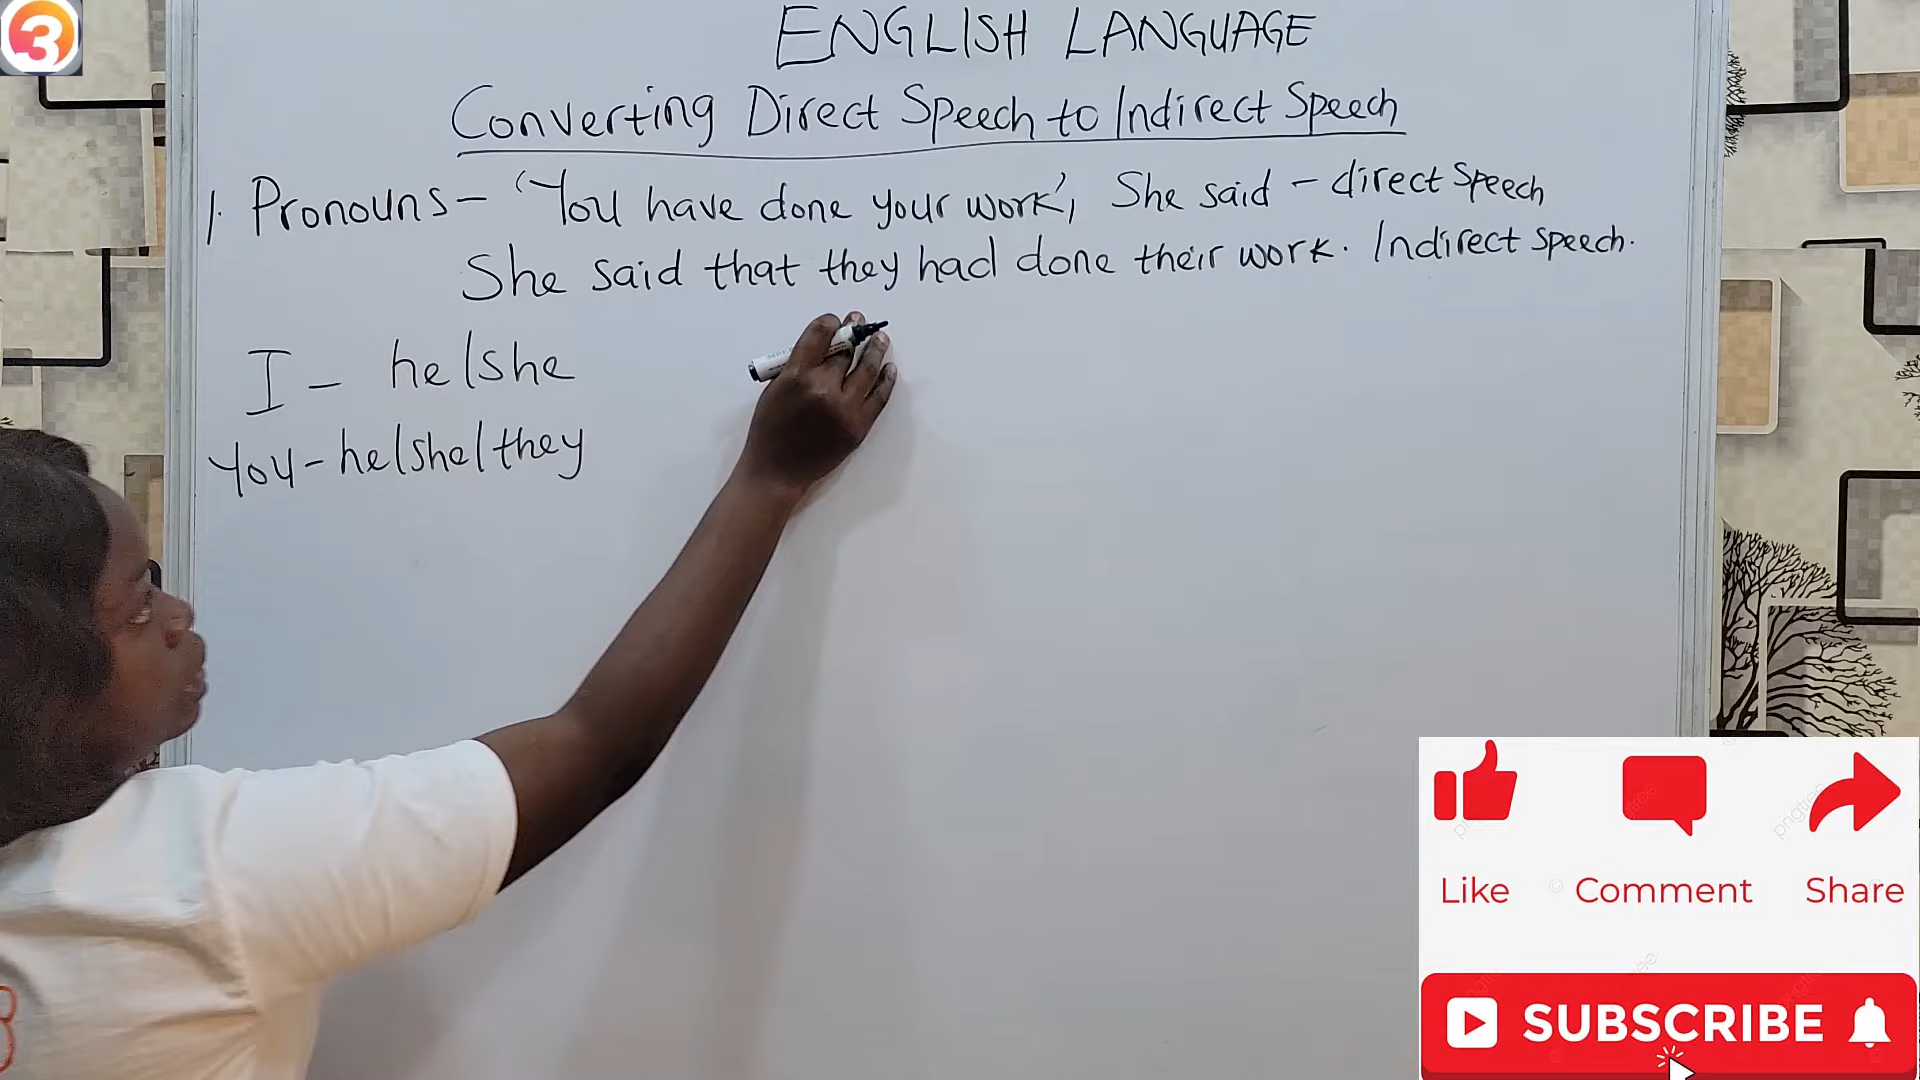 3
ENGLISH LANGUAGE
Converting Direct Speech to Indirect Speech
1. Pronouns - 'You have done your work', She said - direct speech
She said that they had done their work. Indirect speech.
I - he/she
You - he/she/they
Like Comment Share
SUBSCRIBE